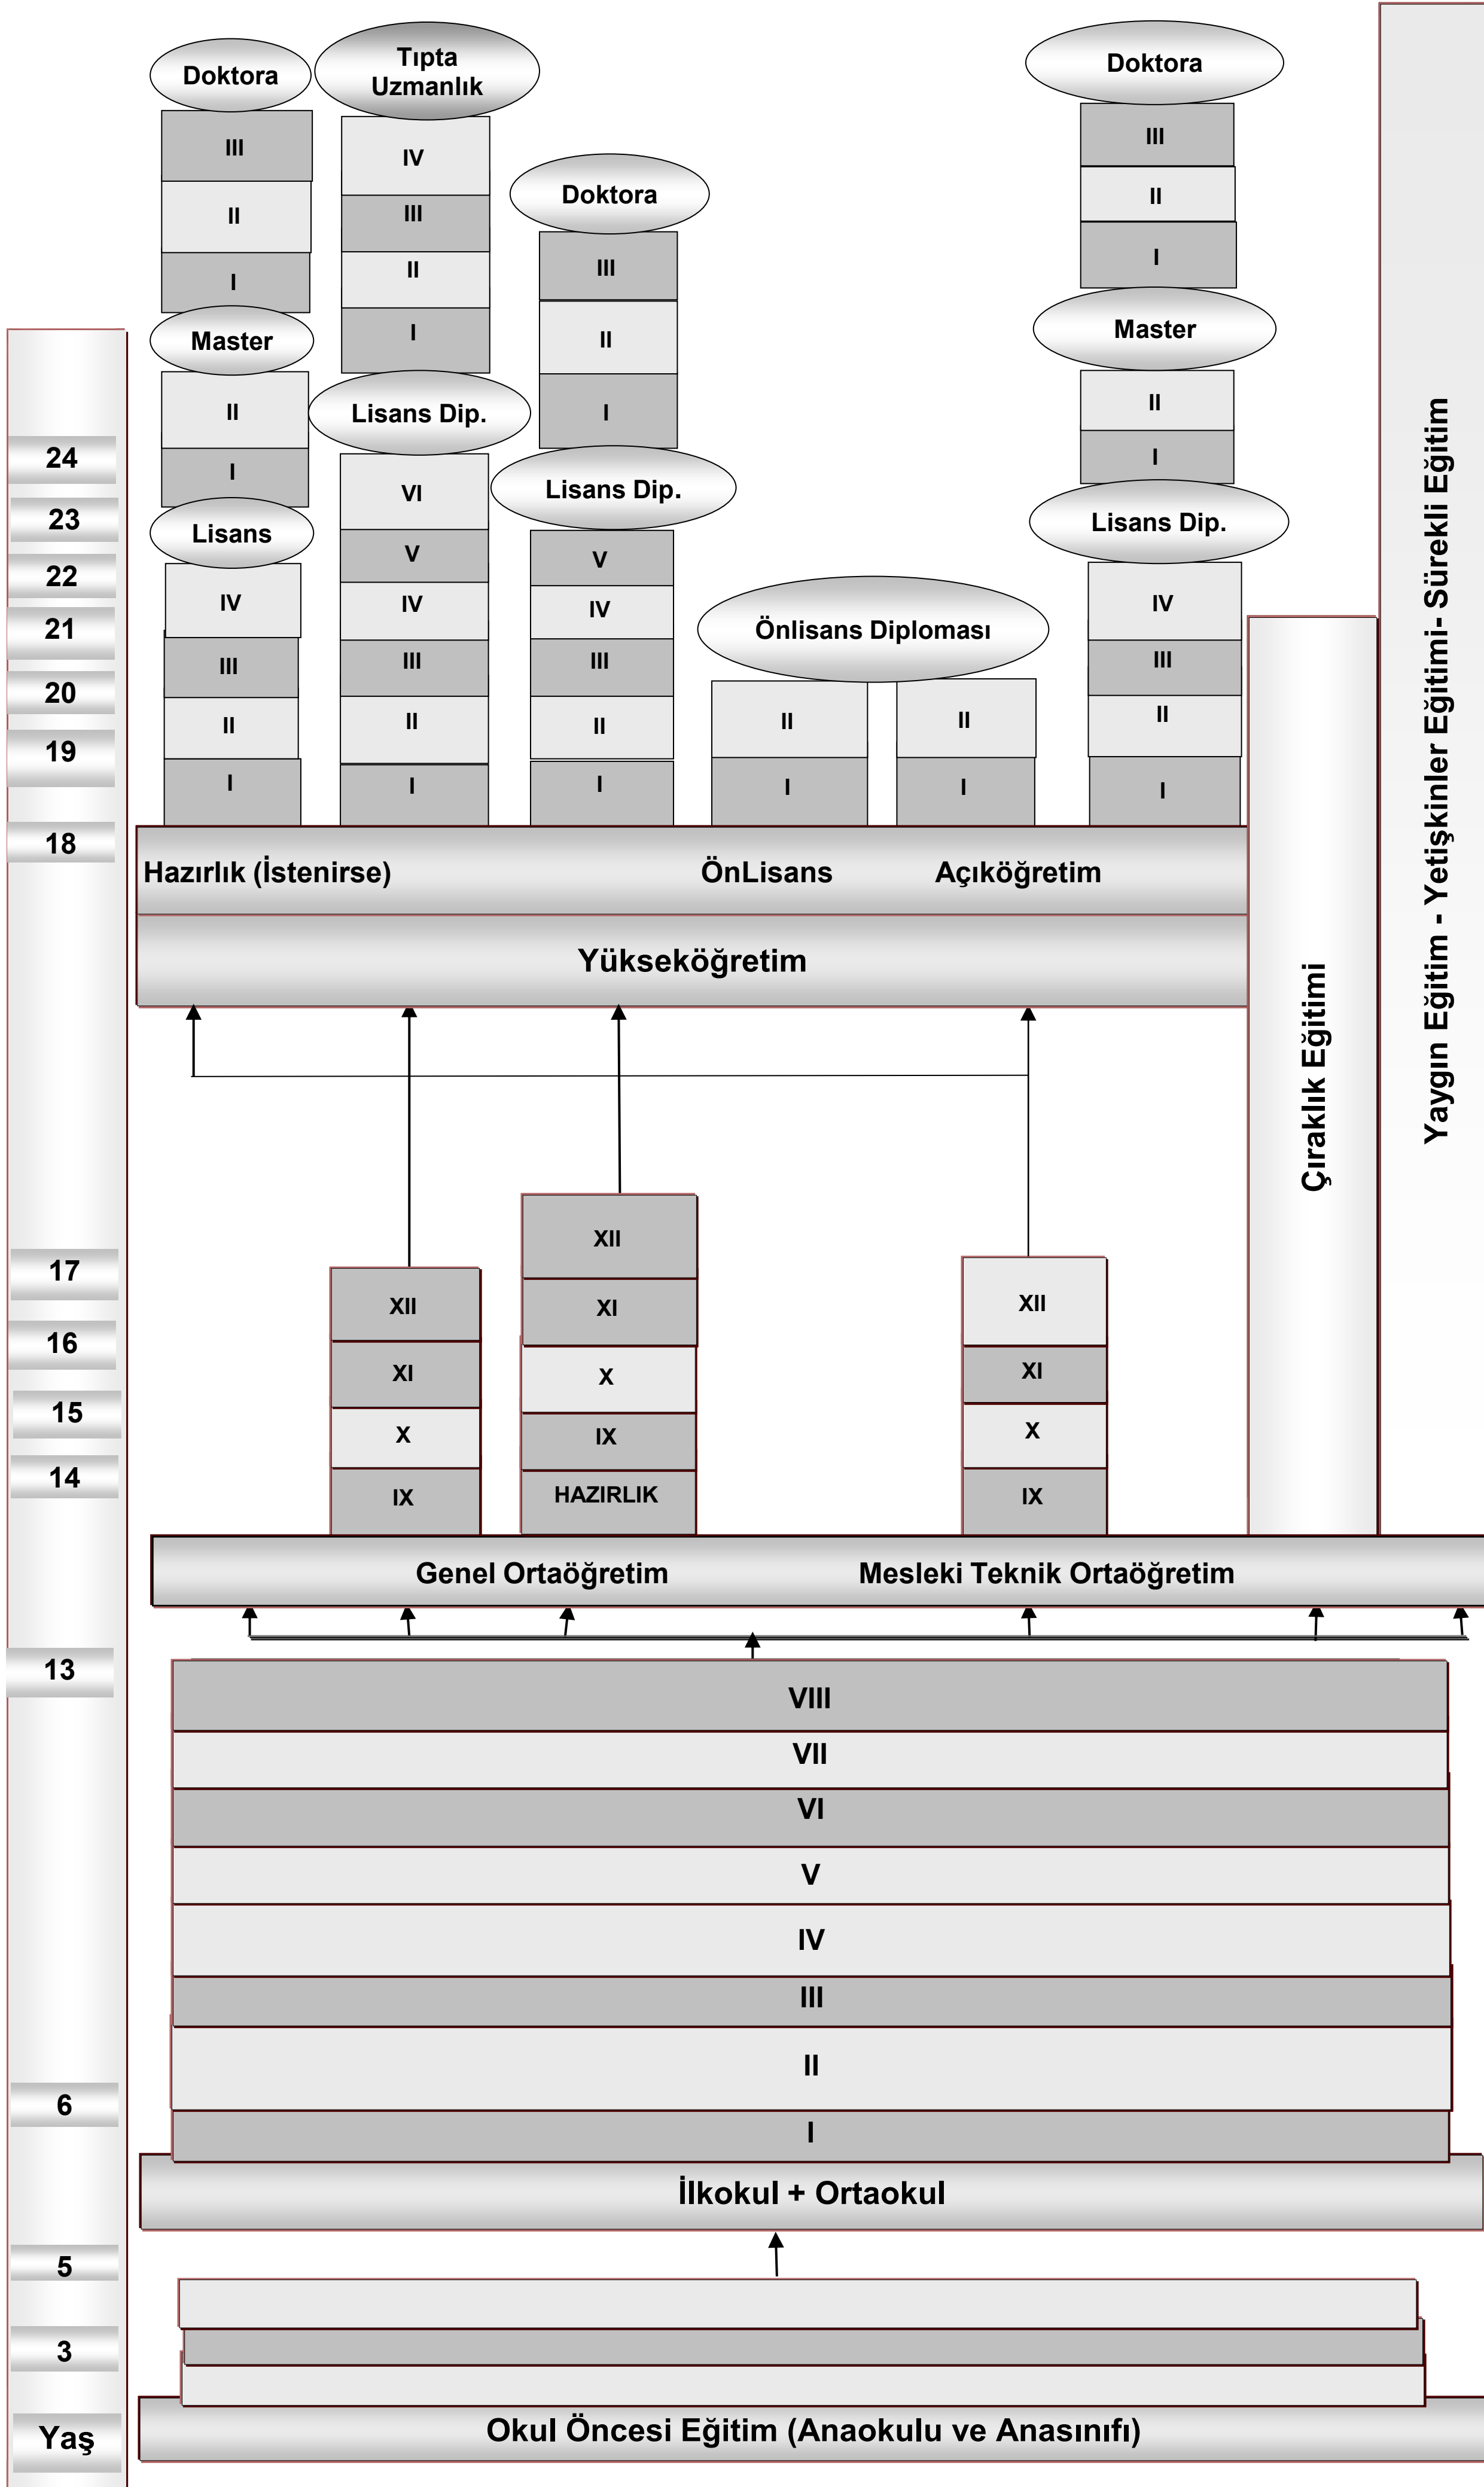 Doktora
Tıpta
Uzmanlık
Doktora
III
IV
III
II
III
Doktora
II
I
II
III
I
Master
I
II
Master
II
Lisans Dip.
I
II
I
VI
Lisans Dip.
I
Lisans
V
V
Lisans Dip.
IV
IV
IV
Önlisans Diploması
IV
III
III
III
III
II
II
II
II
II
II
I
I
I
I
I
I
24
23
22
21
20
19
18
Hazırlık (İstenirse)
ÖnLisans
Açıköğretim
Yükseköğretim
Çıraklık Eğitimi
Yaygın Eğitim - Yetişkinler Eğitimi- Sürekli Eğitim
XII
XI
X
IX
XII
XI
X
IX
HAZIRLIK
XII
XI
X
IX
17
16
15
14
Genel Ortaöğretim
Mesleki Teknik Ortaöğretim
13
VIII
VII
VI
V
IV
III
II
6
I
İlkokul + Ortaokul
5
3
Yaş
Okul Öncesi Eğitim (Anaokulu ve Anasınıfı)